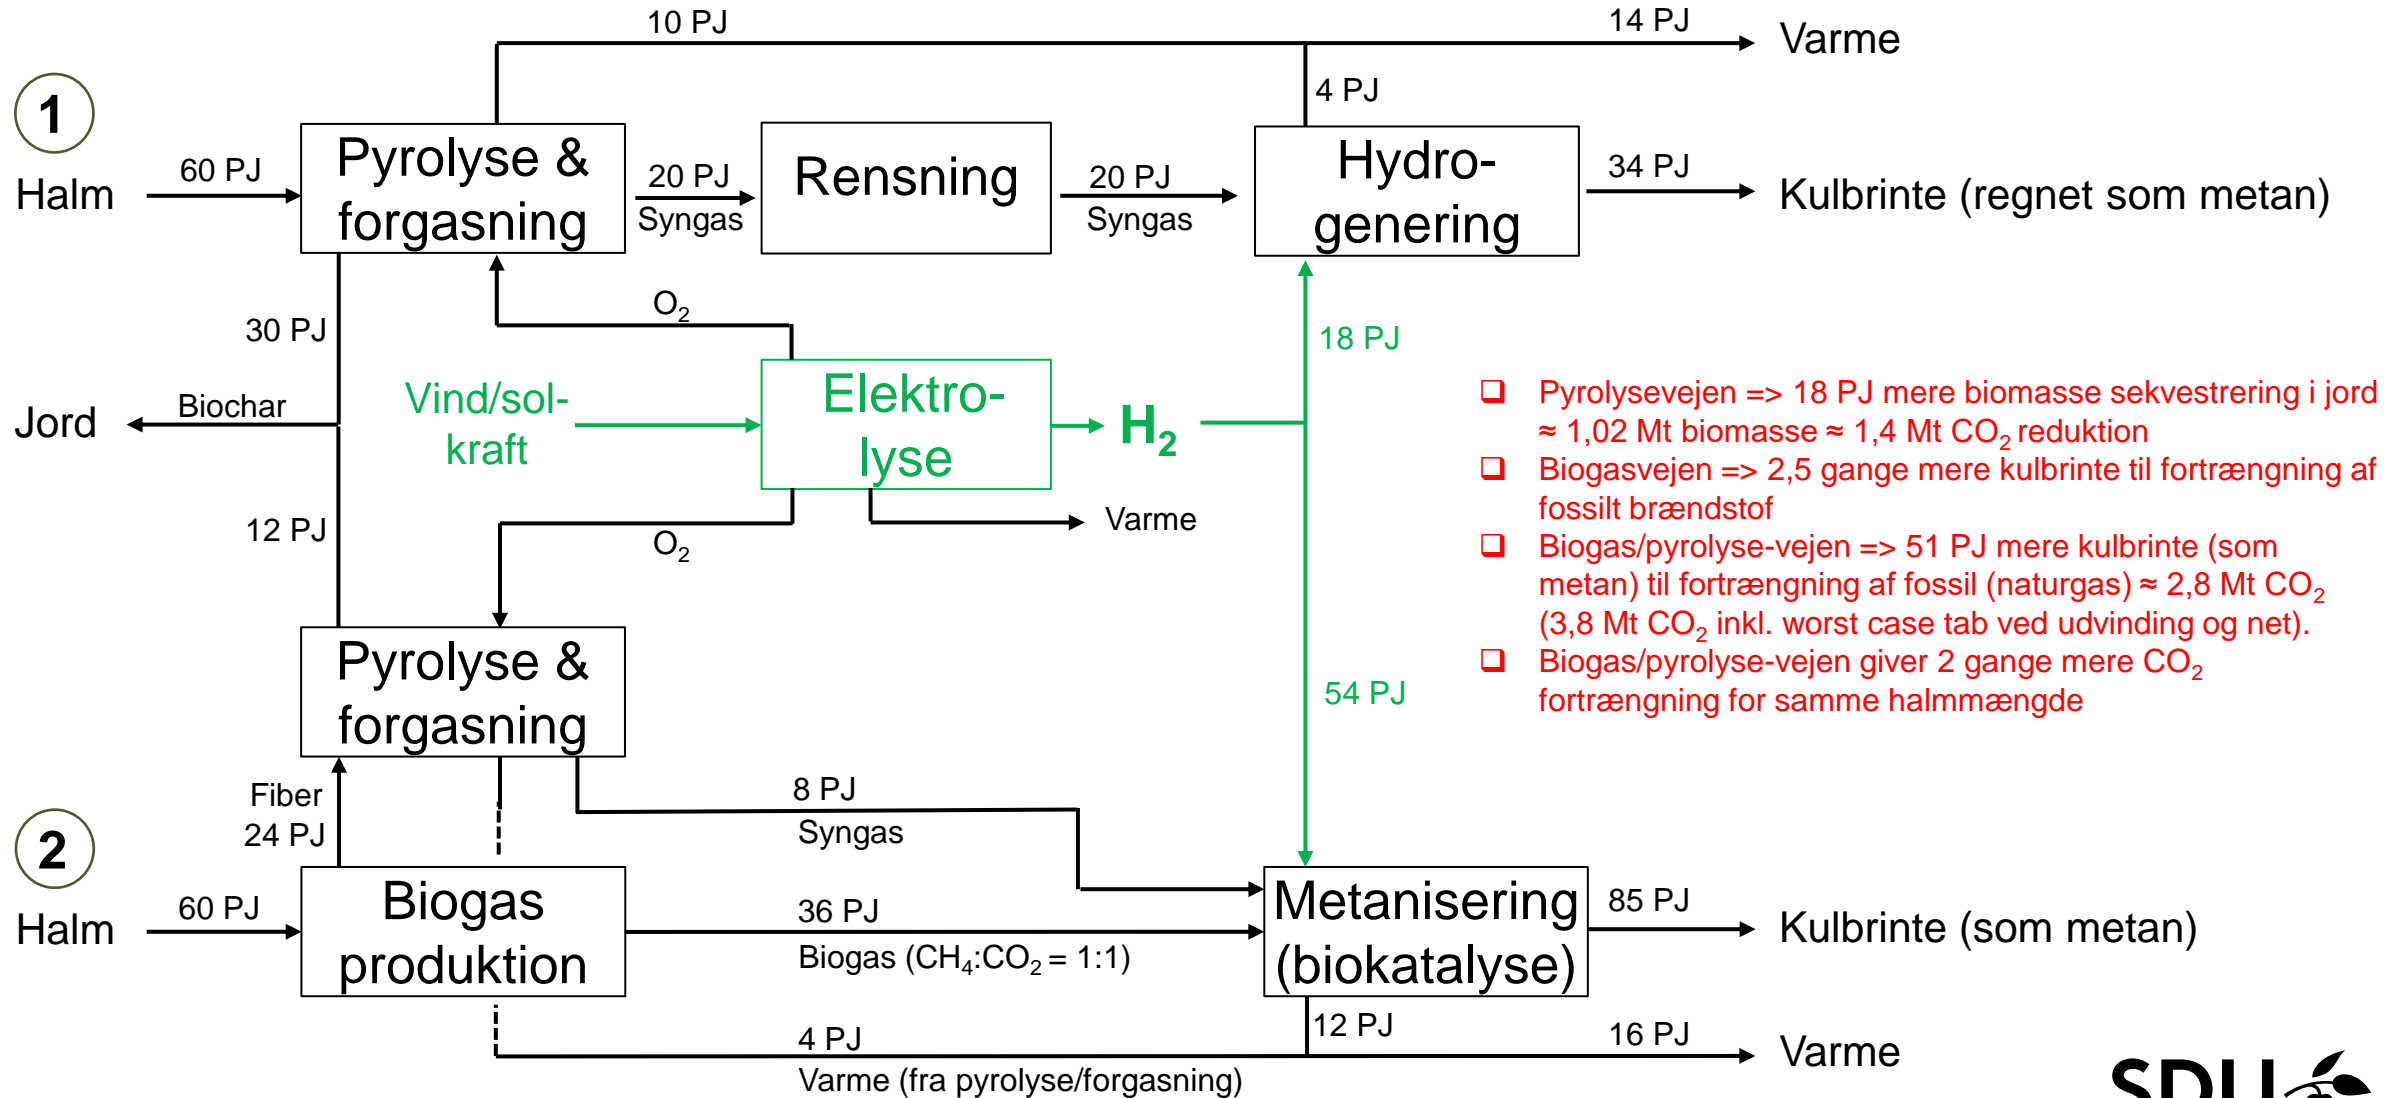 10 PJ
14 PJ
Varme
4 PJ
1
Halm
60 PJ
Pyrolyse &
forgasning
20 PJ
Syngas
Rensning
20 PJ
Syngas
Hydro-
genering
34 PJ
Kulbrinte (regnet som metan)
O₂
30 PJ
18 PJ
Jord
Biochar
Vind/sol-
kraft
Elektro-
lyse
H₂
Varme
12 PJ
O₂
Pyrolysevejen => 18 PJ mere biomasse sekvestrering i jord
≈ 1,02 Mt biomasse ≈ 1,4 Mt CO₂ reduktion
Biogasvejen => 2,5 gange mere kulbrinte til fortrængning af
fossilt brændstof
Biogas/pyrolyse-vejen => 51 PJ mere kulbrinte (som
metan) til fortrængning af fossil (naturgas) ≈ 2,8 Mt CO₂
(3,8 Mt CO₂ inkl. worst case tab ved udvinding og net).
Biogas/pyrolyse-vejen giver 2 gange mere CO₂
fortrængning for samme halmmængde
Pyrolyse &
forgasning
54 PJ
Fiber
24 PJ
8 PJ
Syngas
2
Halm
60 PJ
Biogas
produktion
36 PJ
Biogas (CH₄:CO₂ = 1:1)
Metanisering
(biokatalyse)
85 PJ
Kulbrinte (som metan)
12 PJ
4 PJ
Varme (fra pyrolyse/forgasning)
16 PJ
Varme
SDU